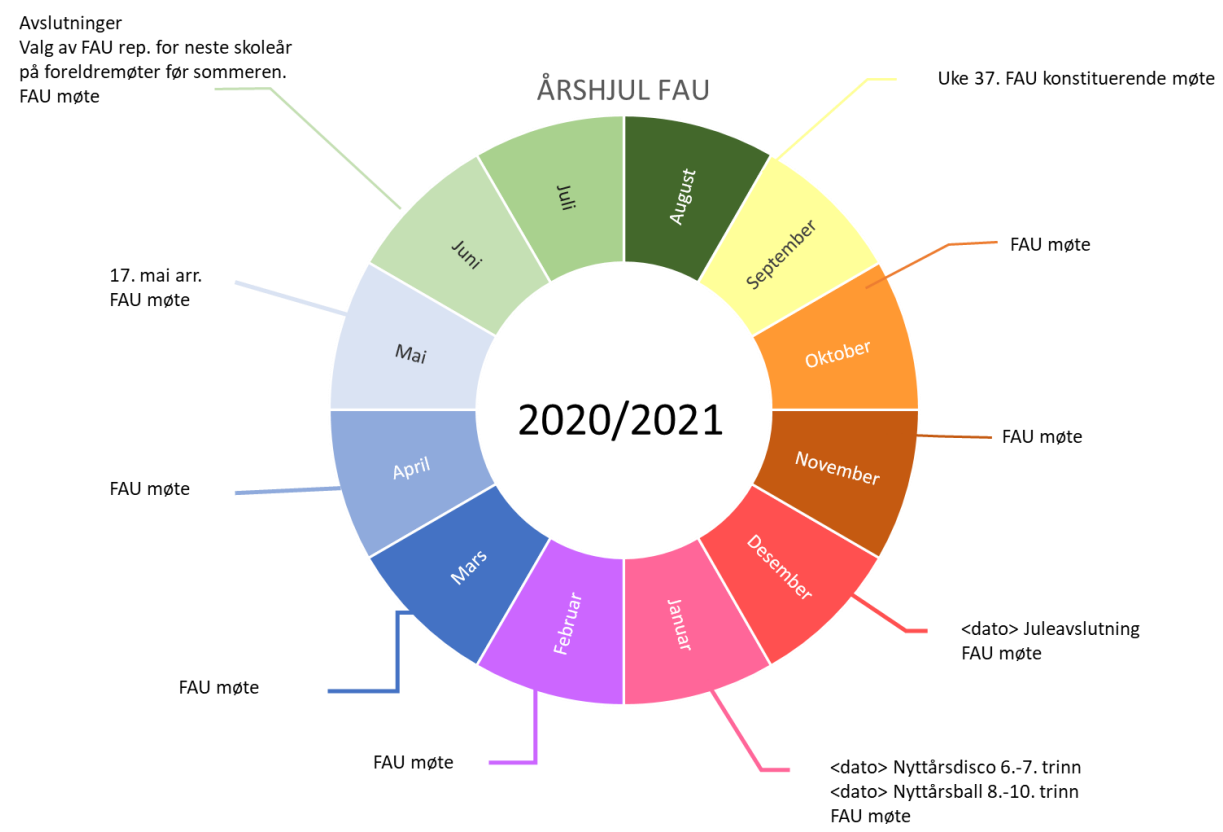 Avslutninger
Valg av FAU rep. for neste skoleår
på foreldremøter før sommeren.
FAU møte
ÅRSHJUL FAU
Uke 37. FAU konstituerende møte
Juli
August
Juni
September
FAU møte
17. mai arr.
FAU møte
Mai
Oktober
2020/2021
FAU møte
April
November
FAU møte
Mars
Desember
Februar
Januar
<dato> Juleavslutning
FAU møte
FAU møte
FAU møte
<dato> Nyttårsdisco 6.-7. trinn
<dato> Nyttårsball 8.-10. trinn
FAU møte